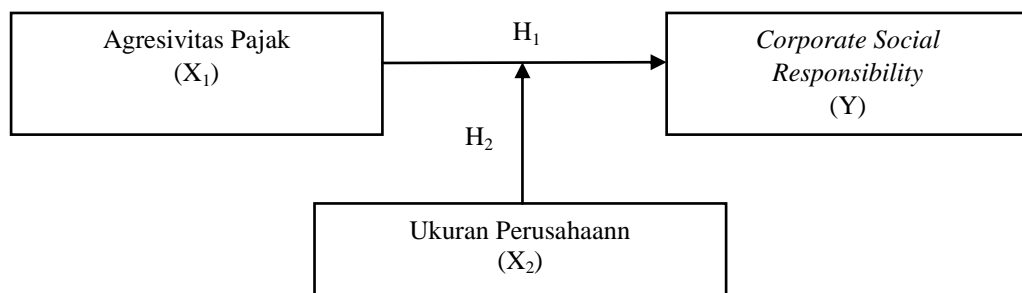 Agresivitas Pajak
(X₁)
H₁
Corporate Social
Responsibility
(Y)
H₂
Ukuran Perusahaann
(X₂)